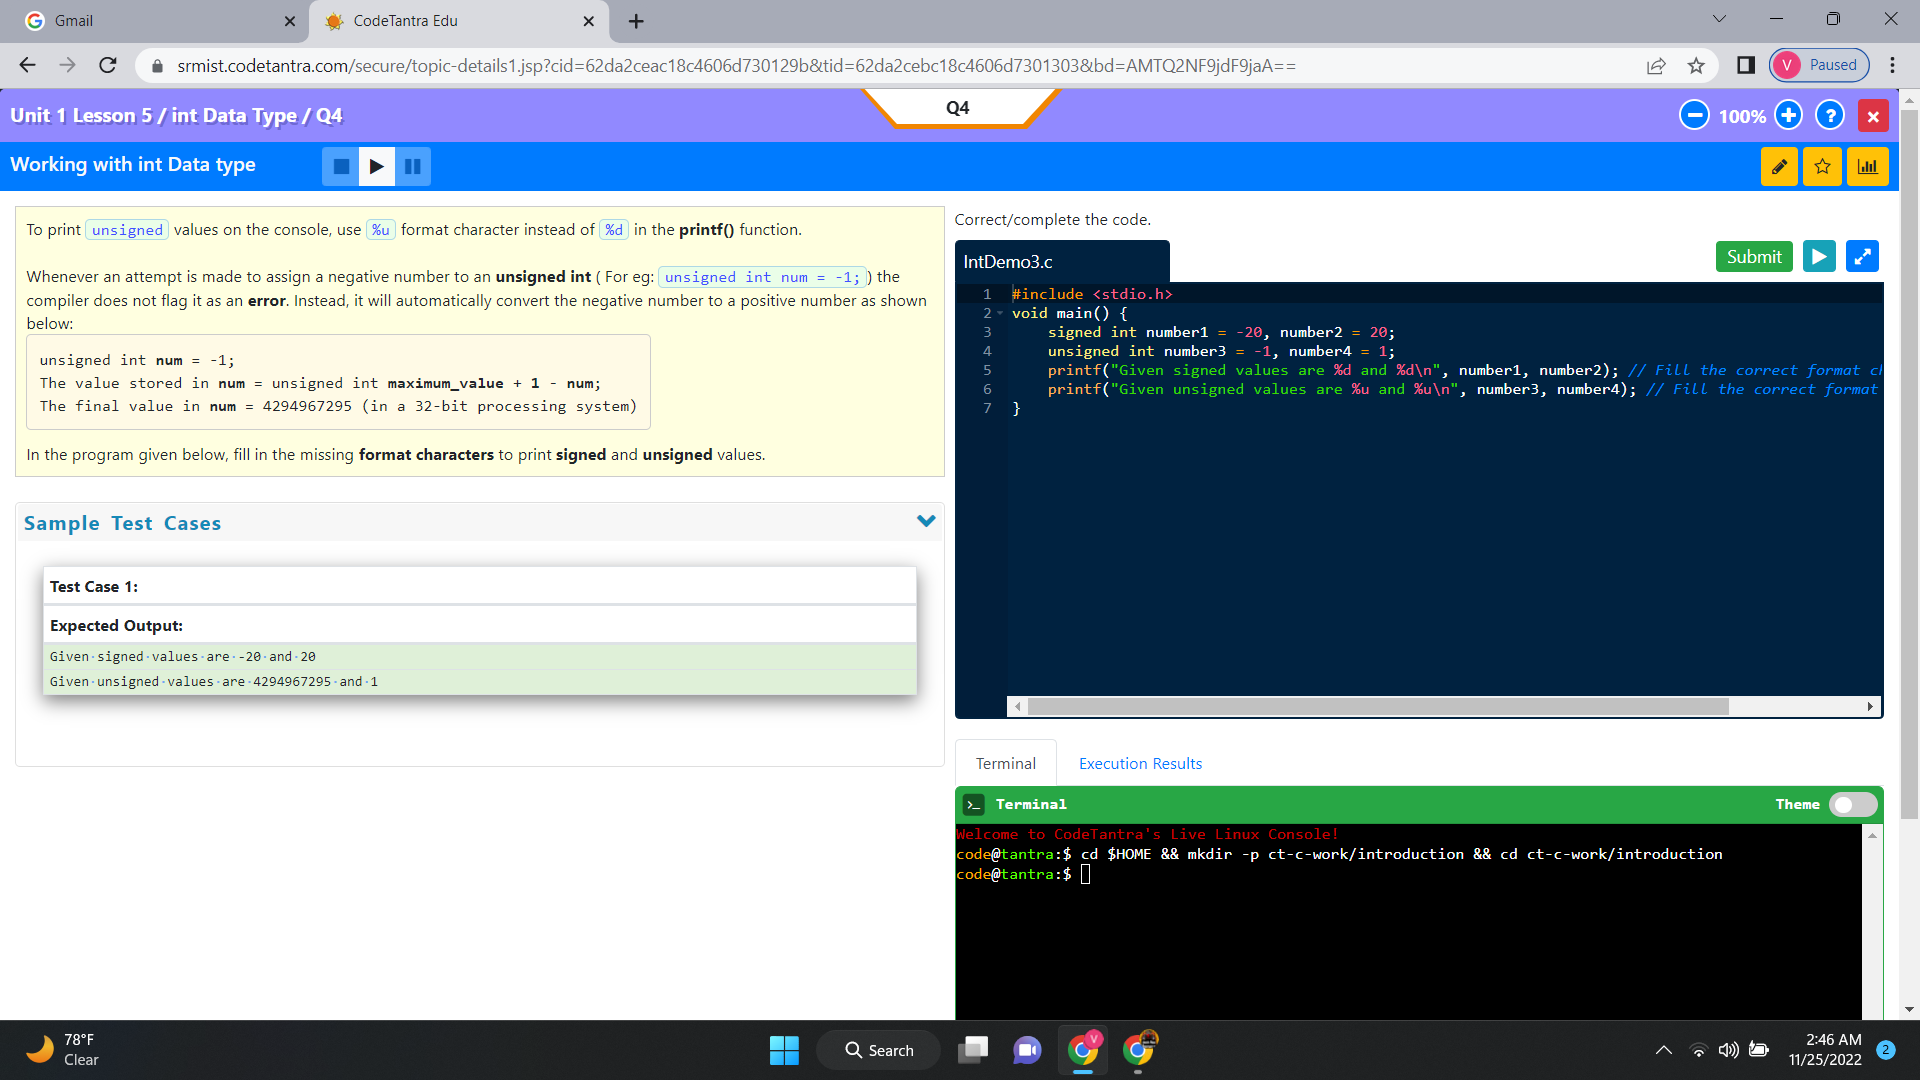 Gmail
CodeTantra Edu
srmist.codetantra.com/secure/topic-details1.jsp?cid=62da2ceac18c4606d730129b&tid=62da2cebc18c4606d7301303&bd=AMTQ2NF9jdF9jaA==
V Paused
Unit 1 Lesson 5 / int Data Type / Q4
Q4
100%
?
Working with int Data type
To print unsigned values on the console, use %u format character instead of %d in the printf() function.
Whenever an attempt is made to assign a negative number to an unsigned int ( For eg: unsigned int num = -1; ) the
compiler does not flag it as an error. Instead, it will automatically convert the negative number to a positive number as shown
below:
unsigned int num = -1;
The value stored in num = unsigned int maximum_value + 1 - num;
The final value in num = 4294967295 (in a 32-bit processing system)
In the program given below, fill in the missing format characters to print signed and unsigned values.
Sample Test Cases
Test Case 1:
Expected Output:
Given·signed·values·are·-20·and·20
Given·unsigned·values·are·4294967295·and·1
Correct/complete the code.
IntDemo3.c
Submit
1 #include <stdio.h>
2 void main() {
3 signed int number1 = -20, number2 = 20;
4 unsigned int number3 = -1, number4 = 1;
5 printf("Given signed values are %d and %d\n", number1, number2); // Fill the correct format ch
6 printf("Given unsigned values are %u and %u\n", number3, number4); // Fill the correct format
7 }
Terminal
Execution Results
Terminal
Theme
Welcome to CodeTantra's Live Linux Console!
code@tantra:$ cd $HOME && mkdir -p ct-c-work/introduction && cd ct-c-work/introduction
code@tantra:$
78°F
Clear
Search
V
2:46 AM
11/25/2022
2